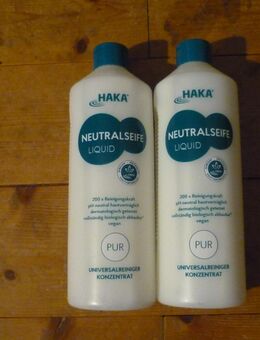 HAKA
NEUTRALSEIFE
LIQUID
200 x Reinigungskraft
pH neutral hautverträglich
dermatologisch getestet
vollständig biologisch abbaubar
vegan
PUR
UNIVERSALREINIGER
KONZENTRAT
HAKA
NEUTRALSEIFE
LIQUID
200 x Reinigungskraft
pH neutral hautverträglich
dermatologisch getestet
vollständig biologisch abbaubar
vegan
PUR
UNIVERSALREINIGER
KONZENTRAT